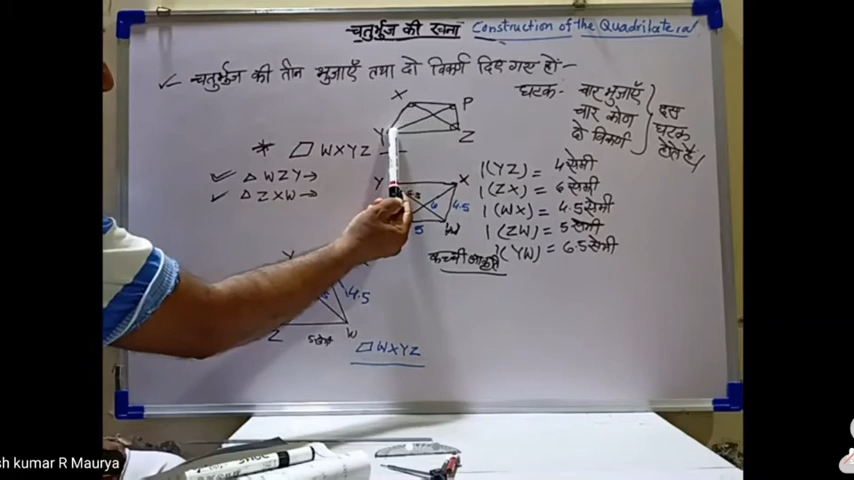 चतुर्भुज की रचना Construction of the Quadrilateral
✓ चतुर्भुज की तीन भुजाएँ तथा दो विकर्ण दिए गए हों -
घटक- चार भुजाएँ
चार कोण
दो विकर्ण
दस
घटक
होते है
X P
Y Z
* □ WXYZ
✓ Δ WZY →
✓ Δ ZXW →
Y X
6 4.5
5 W
l(YZ) = 4 सेमी
l(ZX) = 6 सेमी
l(WX) = 4.5 सेमी
l(ZW) = 5 सेमी
l(YW) = 6.5 सेमी
कच्ची आकृति
4.5
Z 5 सेमी W
□ WXYZ
sh kumar R Maurya